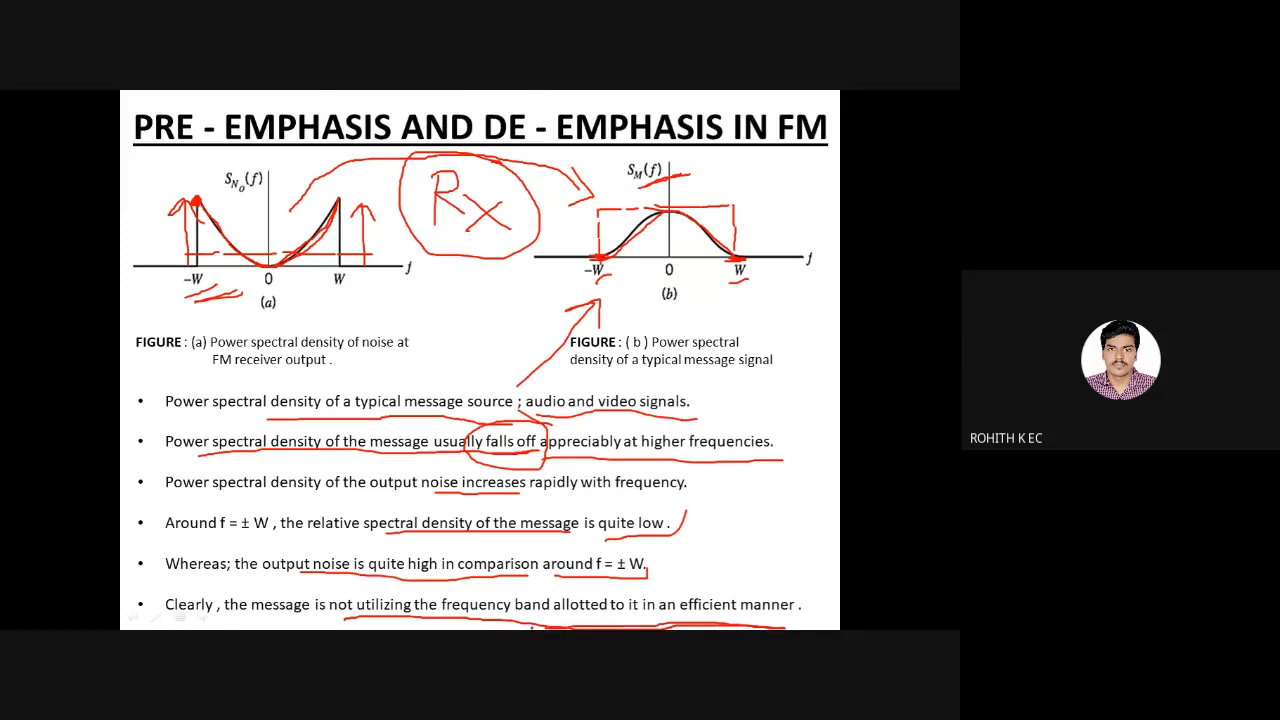 PRE - EMPHASIS AND DE - EMPHASIS IN FM
S_{N_0}(f)
Rx
S_M(f)
-W 0 W f
(a)
-W 0 W f
(b)
FIGURE : (a) Power spectral density of noise at
FM receiver output .
FIGURE : ( b ) Power spectral
density of a typical message signal
• Power spectral density of a typical message source ; audio and video signals.
• Power spectral density of the message usually falls off appreciably at higher frequencies.
• Power spectral density of the output noise increases rapidly with frequency.
• Around f = ± W , the relative spectral density of the message is quite low .
• Whereas; the output noise is quite high in comparison around f = ± W.
• Clearly , the message is not utilizing the frequency band allotted to it in an efficient manner .
ROHITH K EC